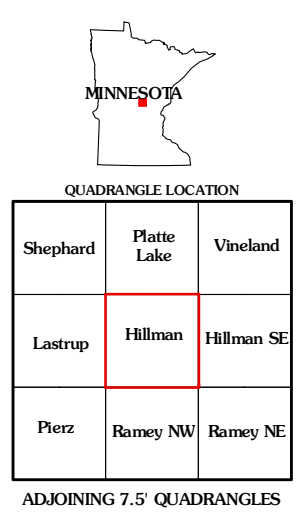 MINNESOTA
QUADRANGLE LOCATION
Shephard
Platte
Lake
Vineland
Lastrup
Hillman
Hillman SE
Pierz
Ramey NW
Ramey NE
ADJOINING 7.5' QUADRANGLES